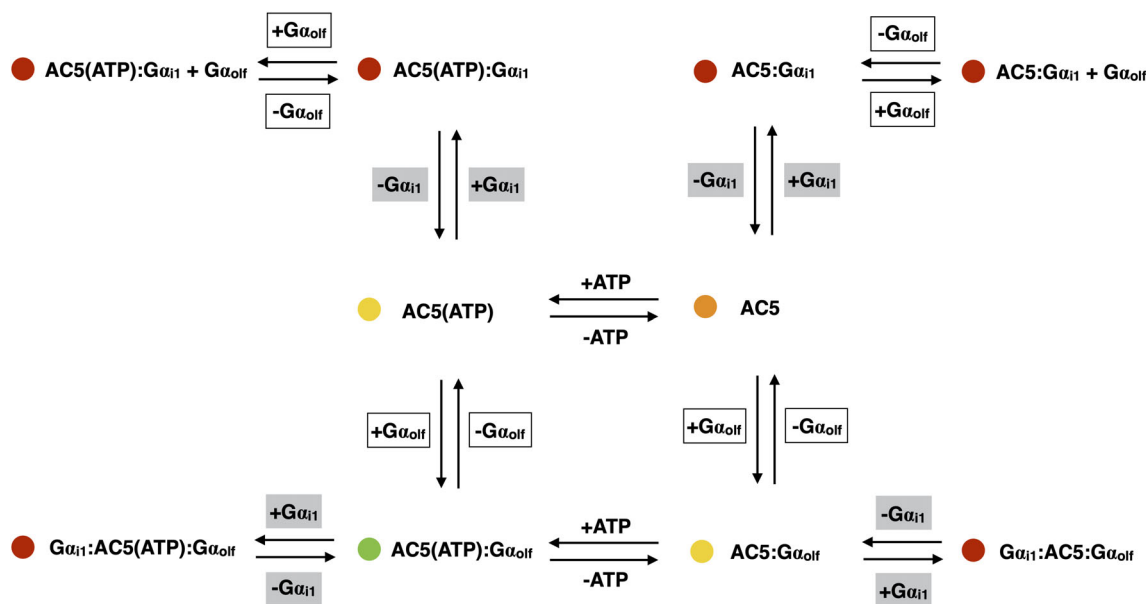 +Gαolf
-Gαolf
AC5(ATP):Gαi1 + Gαolf
AC5(ATP):Gαi1
AC5:Gαi1
AC5:Gαi1 + Gαolf
-Gαolf
+Gαolf
-Gαi1
+Gαi1
-Gαi1
+Gαi1
+ATP
AC5(ATP)
AC5
-ATP
+Gαolf
-Gαolf
+Gαolf
-Gαolf
+Gαi1
+ATP
-Gαi1
Gαi1:AC5(ATP):Gαolf
AC5(ATP):Gαolf
AC5:Gαolf
Gαi1:AC5:Gαolf
-Gαi1
-ATP
+Gαi1